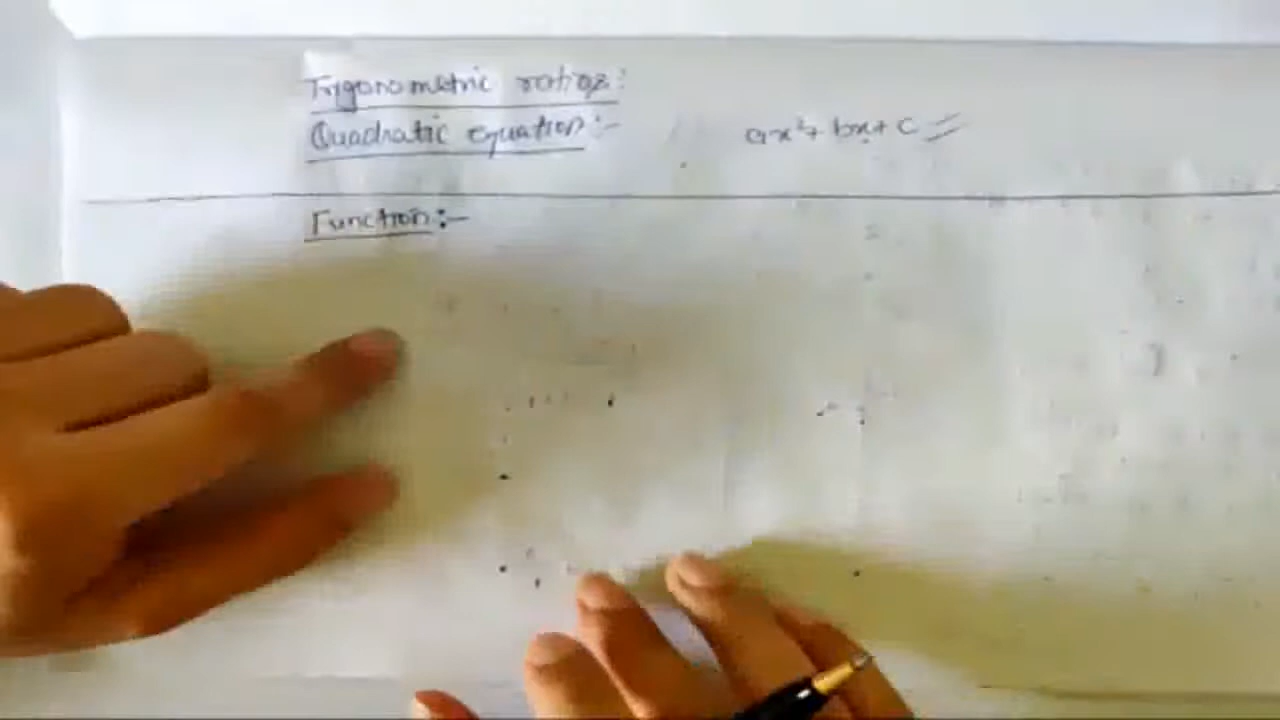 Trigonometric ratios:
Quadratic equation:- ax²+bx+c=
Function:-